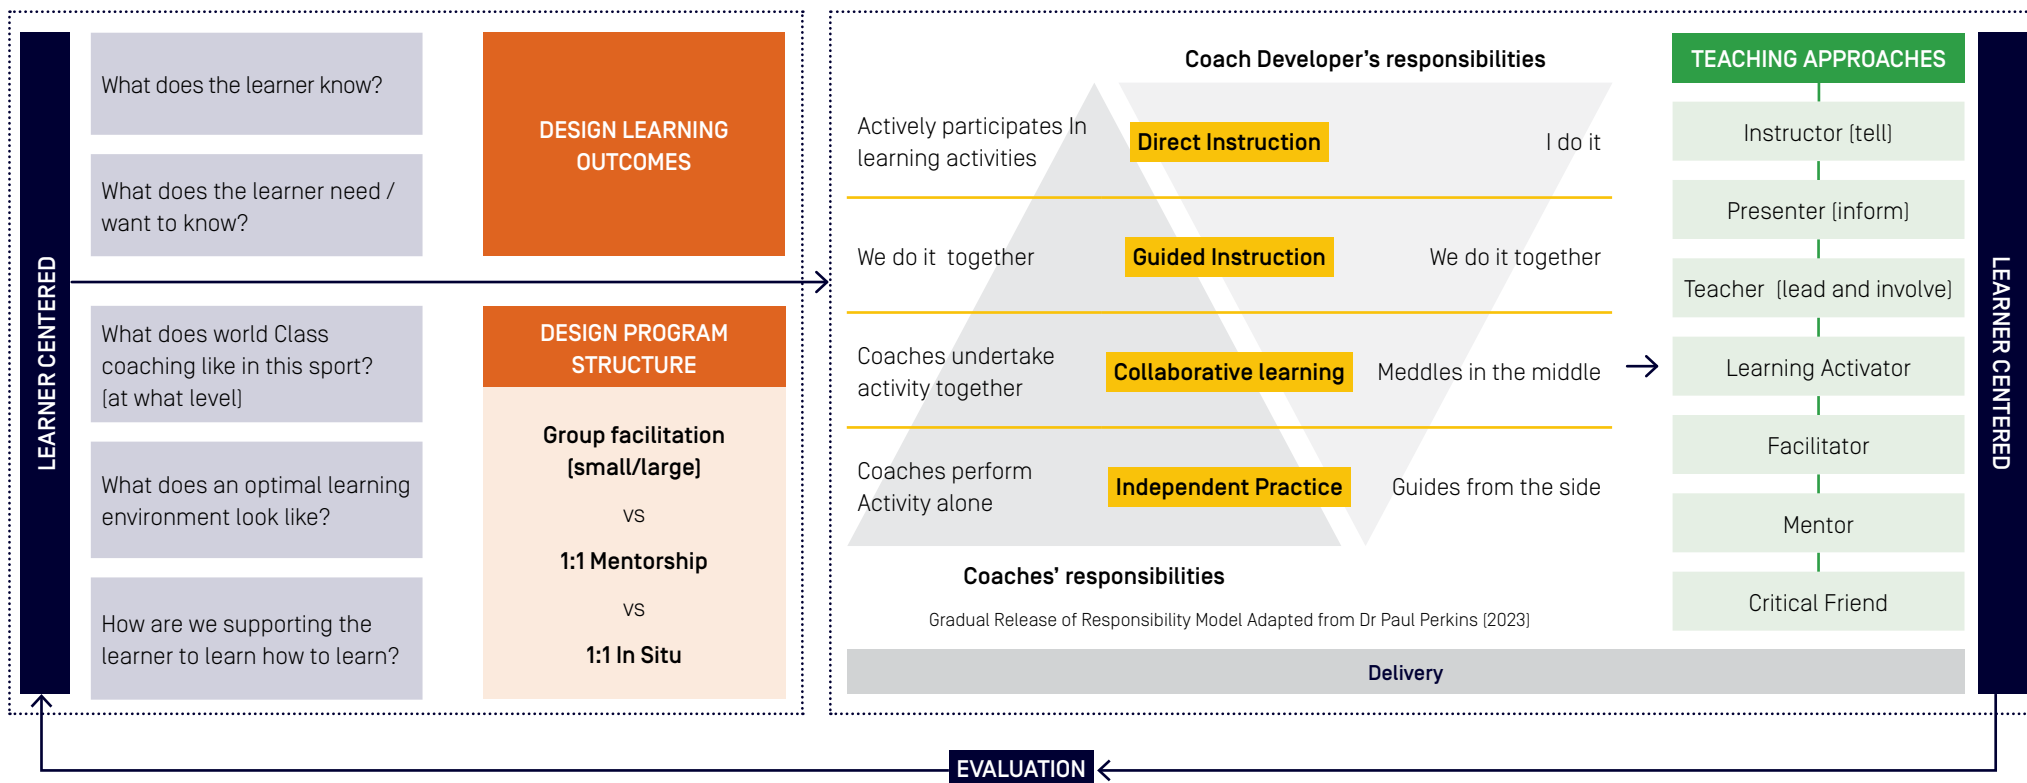 LEARNER CENTERED
What does the learner know?
What does the learner need /
want to know?
What does world Class
coaching like in this sport?
(at what level)
What does an optimal learning
environment look like?
How are we supporting the
learner to learn how to learn?
DESIGN LEARNING
OUTCOMES
DESIGN PROGRAM
STRUCTURE
Group facilitation
(small/large)
VS
1:1 Mentorship
VS
1:1 In Situ
Coach Developer's responsibilities
Actively participates In
learning activities
Direct Instruction
I do it
We do it together
Guided Instruction
We do it together
Coaches undertake
activity together
Collaborative learning
Meddles in the middle
Coaches perform
Activity alone
Independent Practice
Guides from the side
Coaches' responsibilities
Gradual Release of Responsibility Model Adapted from Dr Paul Perkins (2023)
Delivery
TEACHING APPROACHES
Instructor (tell)
Presenter (inform)
Teacher (lead and involve)
Learning Activator
Facilitator
Mentor
Critical Friend
LEARNER CENTERED
EVALUATION